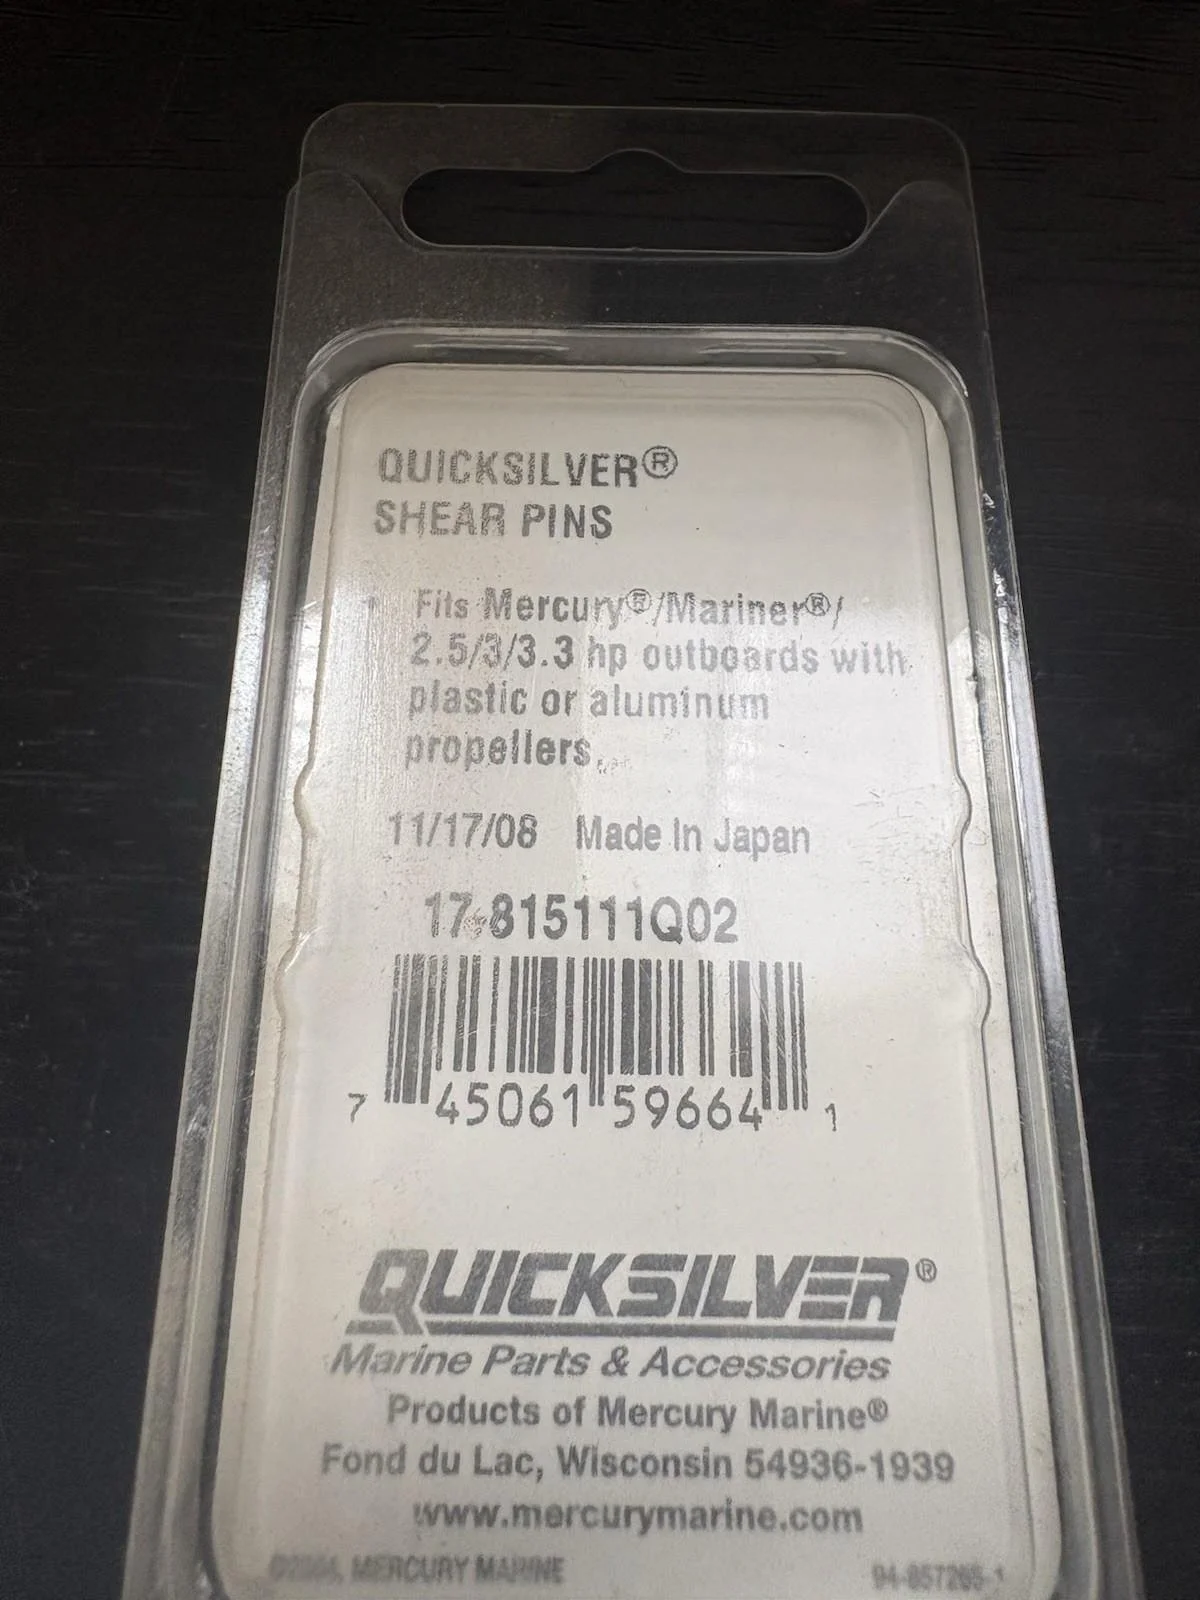 QUICKSILVER®
SHEAR PINS
Fits Mercury®/Mariner®/
2.5/3/3.3 hp outboards with
plastic or aluminum
propellers.
11/17/08 Made In Japan
17-815111Q02
7 45061 59664 1
QUICKSILVER®
Marine Parts & Accessories
Products of Mercury Marine®
Fond du Lac, Wisconsin 54936-1939
www.mercurymarine.com
MERCURY MARINE